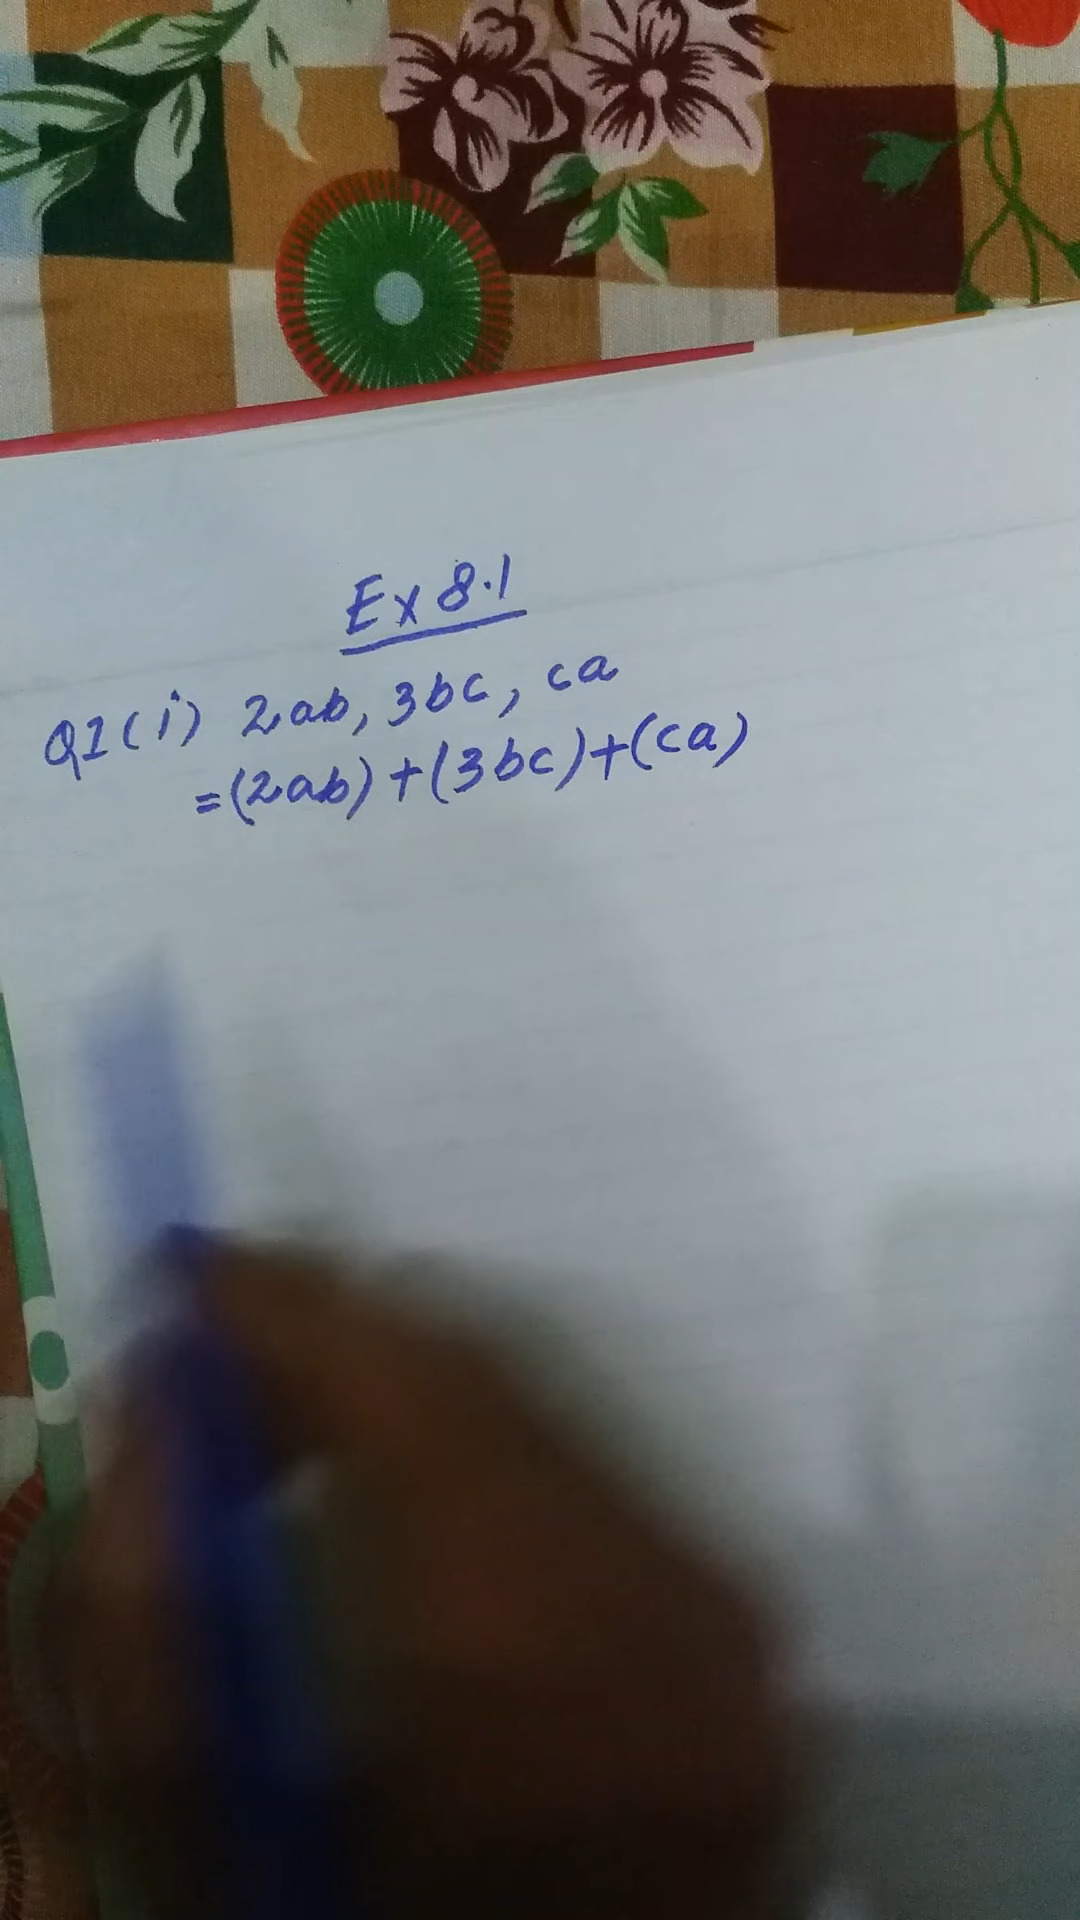 Ex 8.1
Q1(i) 2ab, 3bc, ca
=(2ab)+(3bc)+(ca)